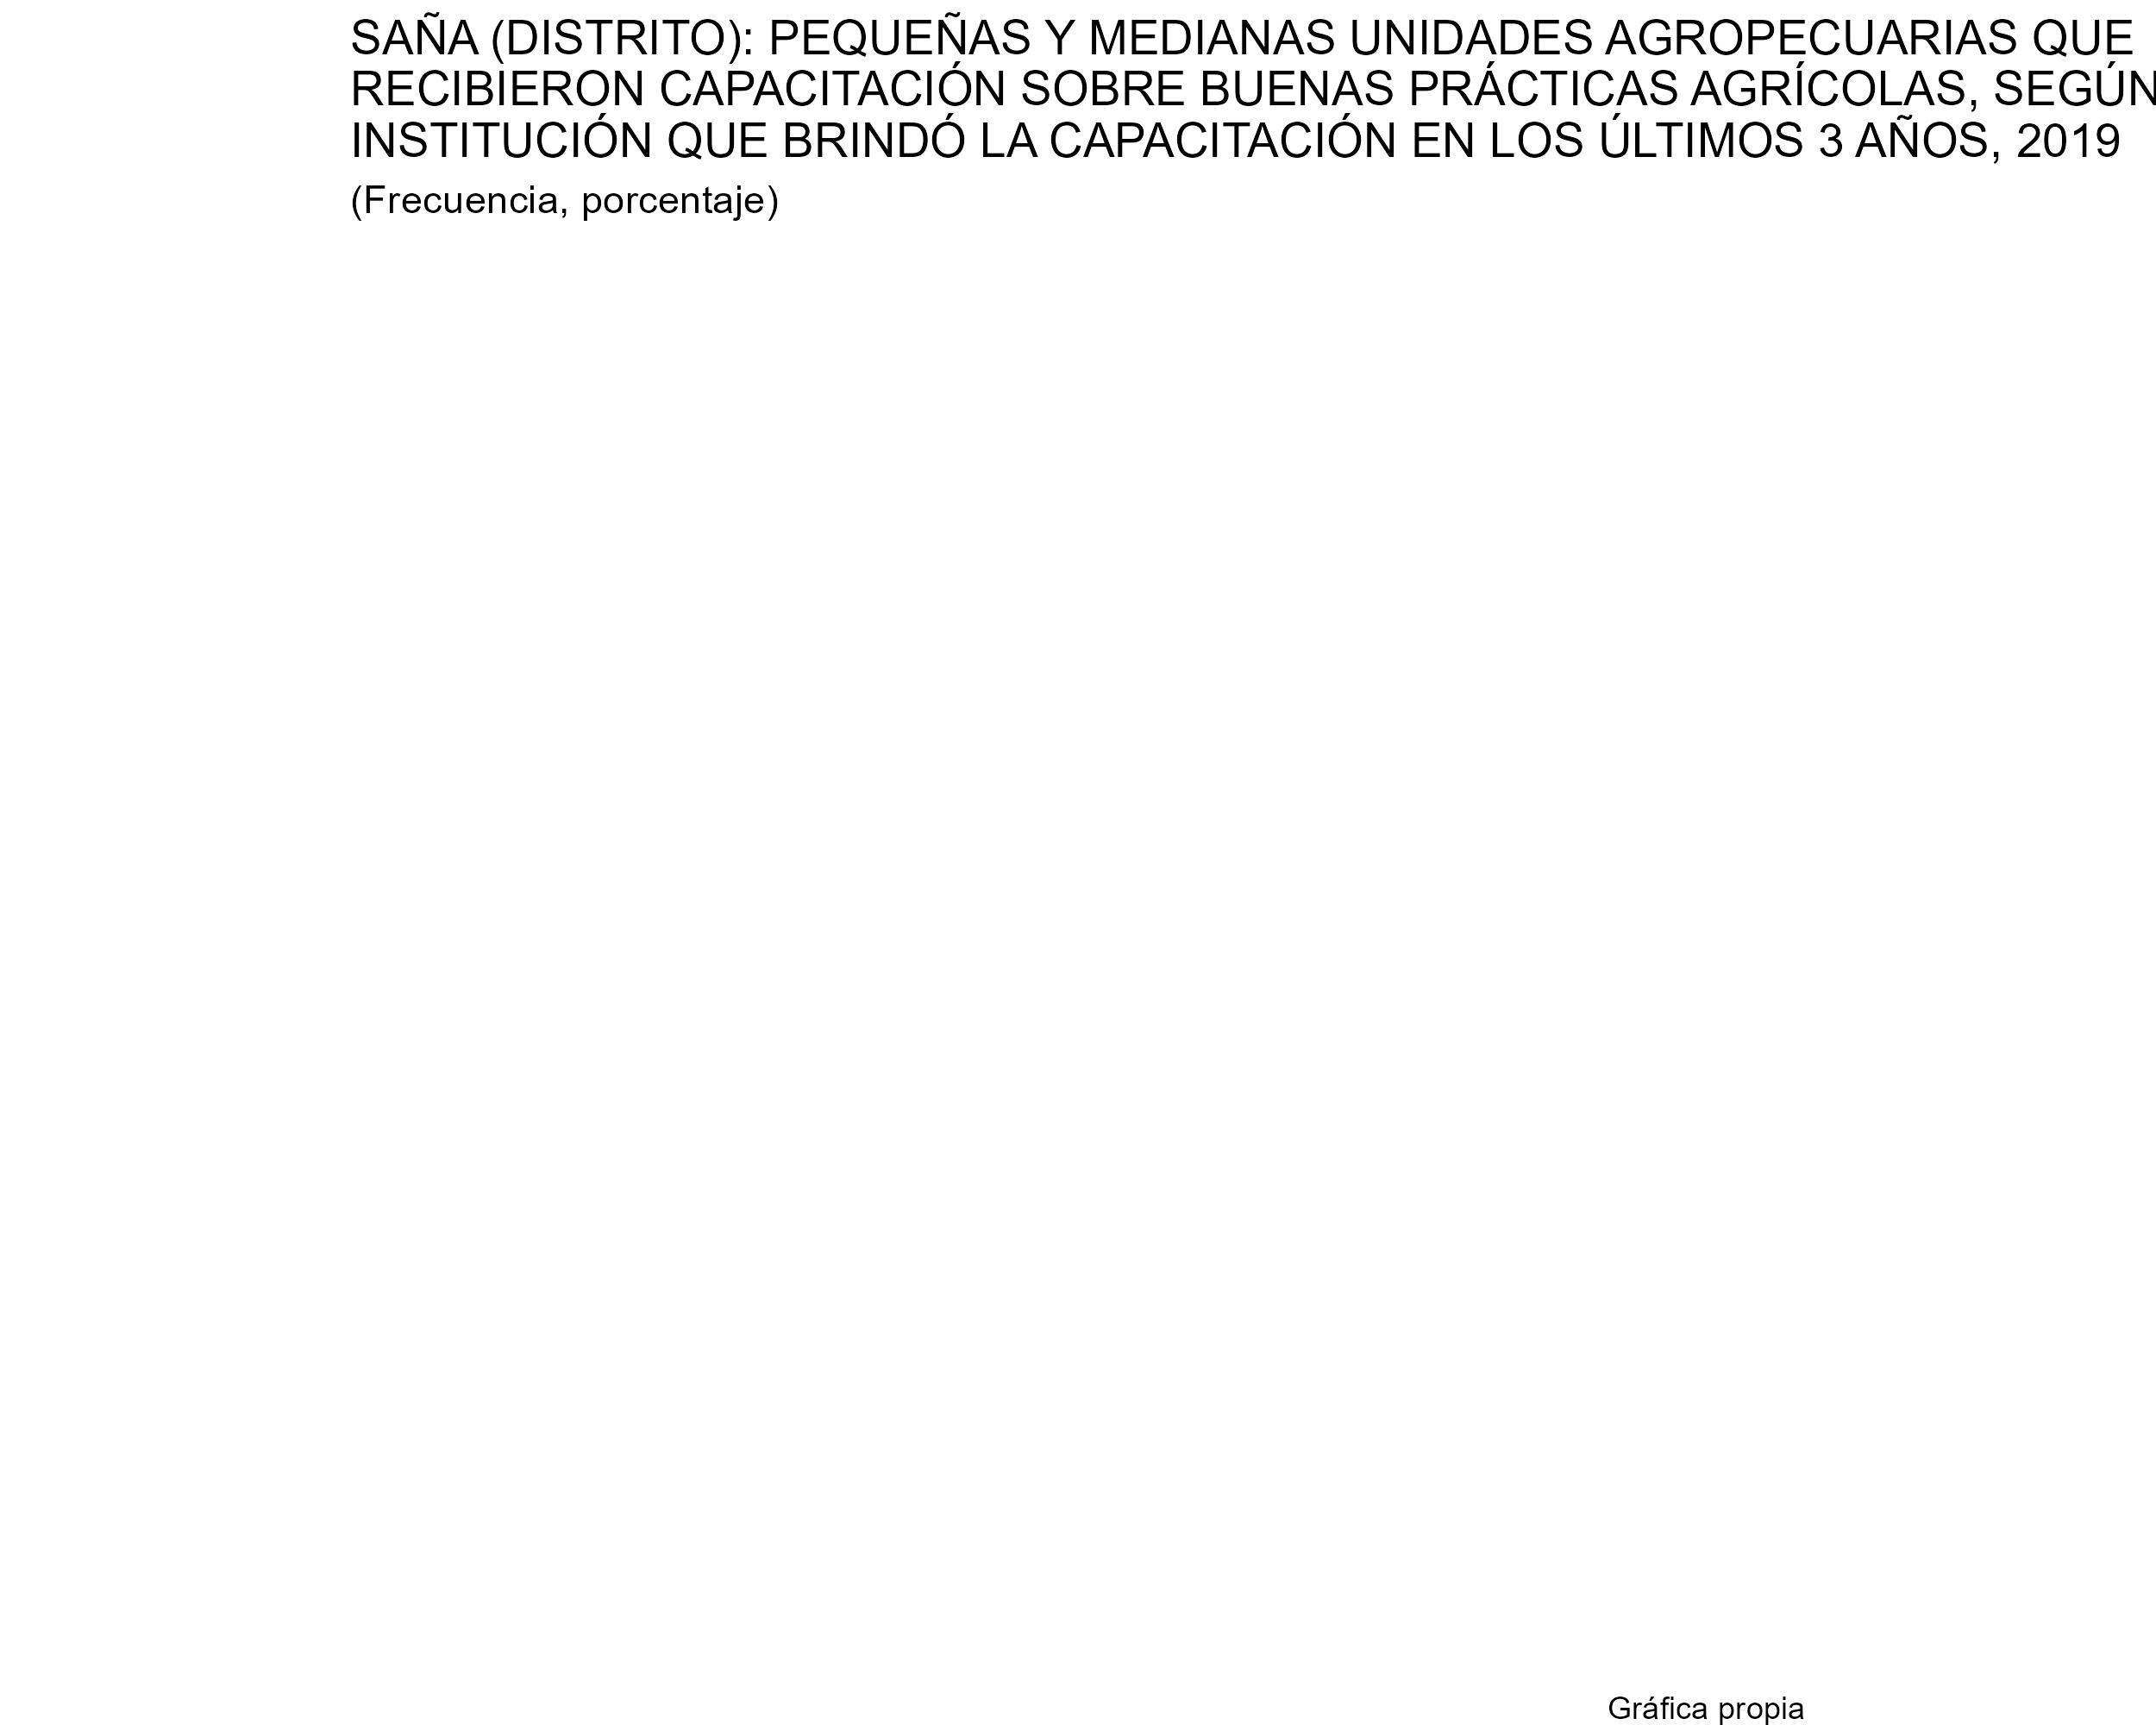 SAÑA (DISTRITO): PEQUEÑAS Y MEDIANAS UNIDADES AGROPECUARIAS QUE
RECIBIERON CAPACITACIÓN SOBRE BUENAS PRÁCTICAS AGRÍCOLAS, SEGÚN
INSTITUCIÓN QUE BRINDÓ LA CAPACITACIÓN EN LOS ÚLTIMOS 3 AÑOS, 2019
(Frecuencia, porcentaje)
Gráfica propia